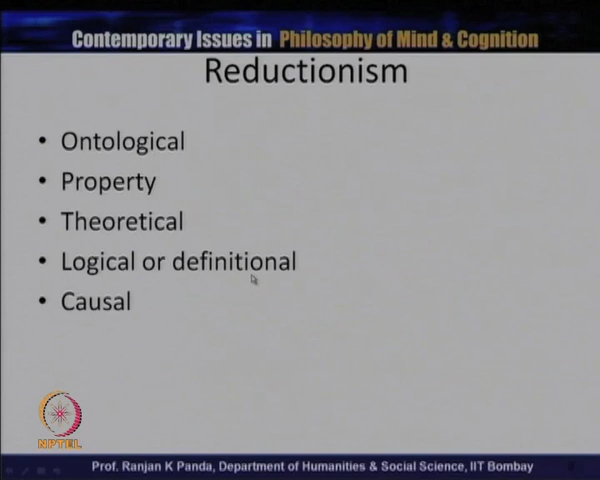 Contemporary Issues in Philosophy of Mind & Cognition
Reductionism
• Ontological
• Property
• Theoretical
• Logical or definitional
• Causal
NPTEL
Prof. Ranjan K Panda, Department of Humanities & Social Science, IIT Bombay